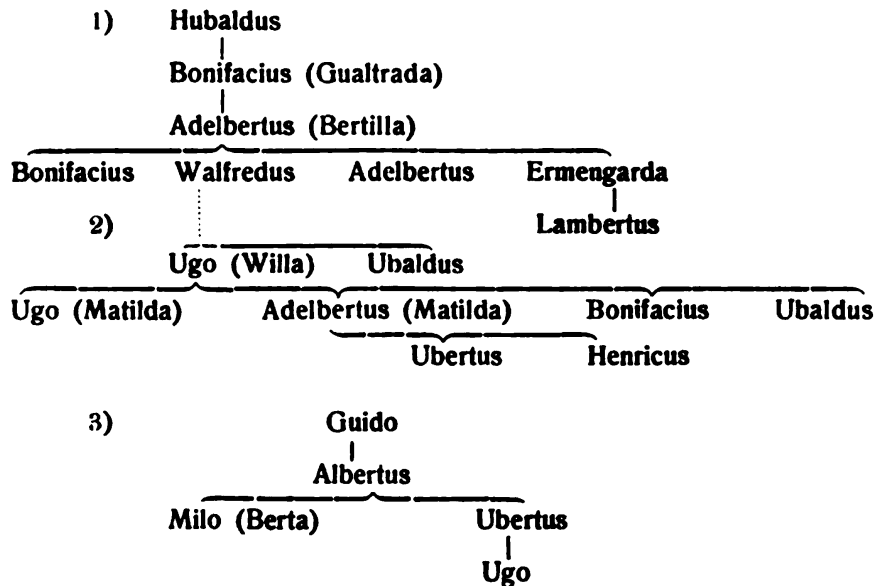 1) Hubaldus
Bonifacius (Gualtrada)
Adelbertus (Bertilla)
Bonifacius Walfredus Adelbertus Ermengarda
2) Lambertus
Ugo (Willa) Ubaldus
Ugo (Matilda) Adelbertus (Matilda) Bonifacius Ubaldus
Ubertus Henricus
3) Guido
Albertus
Milo (Berta) Ubertus
Ugo